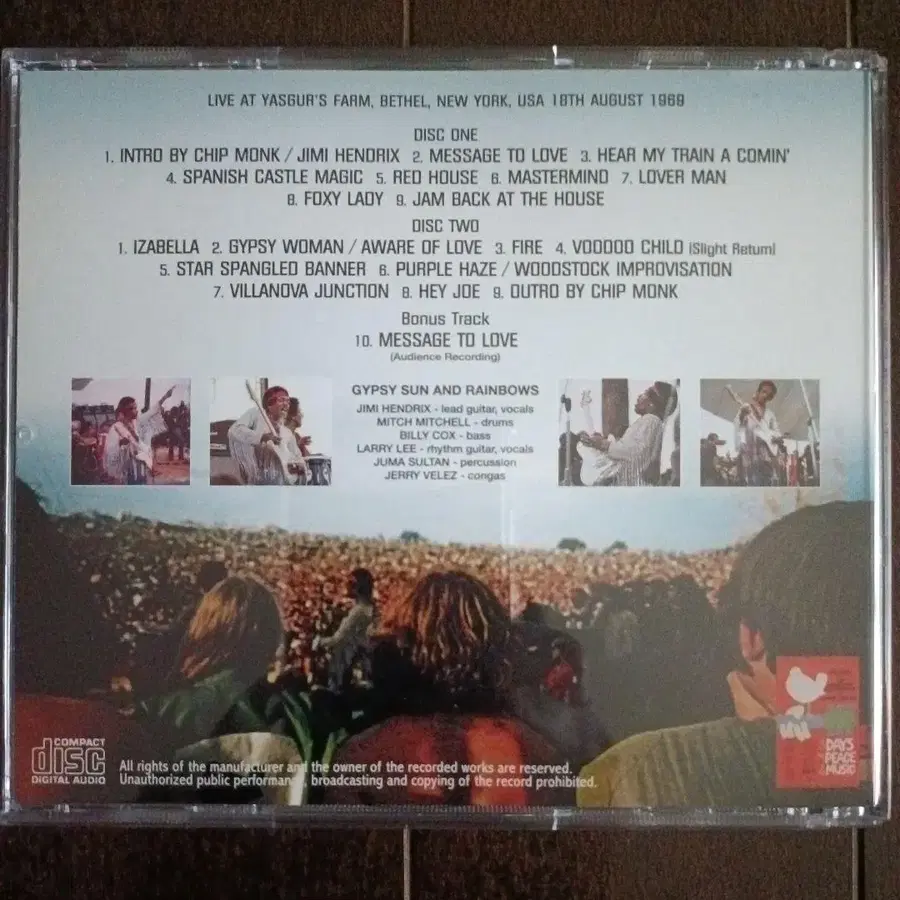 LIVE AT YASGUR'S FARM, BETHEL, NEW YORK, USA 18TH AUGUST 1969
DISC ONE
1. INTRO BY CHIP MONK / JIMI HENDRIX 2. MESSAGE TO LOVE 3. HEAR MY TRAIN A COMIN'
4. SPANISH CASTLE MAGIC 5. RED HOUSE 6. MASTERMIND 7. LOVER MAN
8. FOXY LADY 9. JAM BACK AT THE HOUSE
DISC TWO
1. IZABELLA 2. GYPSY WOMAN / AWARE OF LOVE 3. FIRE 4. VOODOO CHILD (Slight Return)
5. STAR SPANGLED BANNER 6. PURPLE HAZE / WOODSTOCK IMPROVISATION
7. VILLANOVA JUNCTION 8. HEY JOE 9. OUTRO BY CHIP MONK
Bonus Track
10. MESSAGE TO LOVE
(Audience Recording)
GYPSY SUN AND RAINBOWS
JIMI HENDRIX - lead guitar, vocals
MITCH MITCHELL - drums
BILLY COX - bass
LARRY LEE - rhythm guitar, vocals
JUMA SULTAN - percussion
JERRY VELEZ - congas
COMPACT
disc
DIGITAL AUDIO
All rights of the manufacturer and the owner of the recorded works are reserved.
Unauthorized public performance, broadcasting and copying of the record prohibited.
DAYS
PEACE
MUSIC